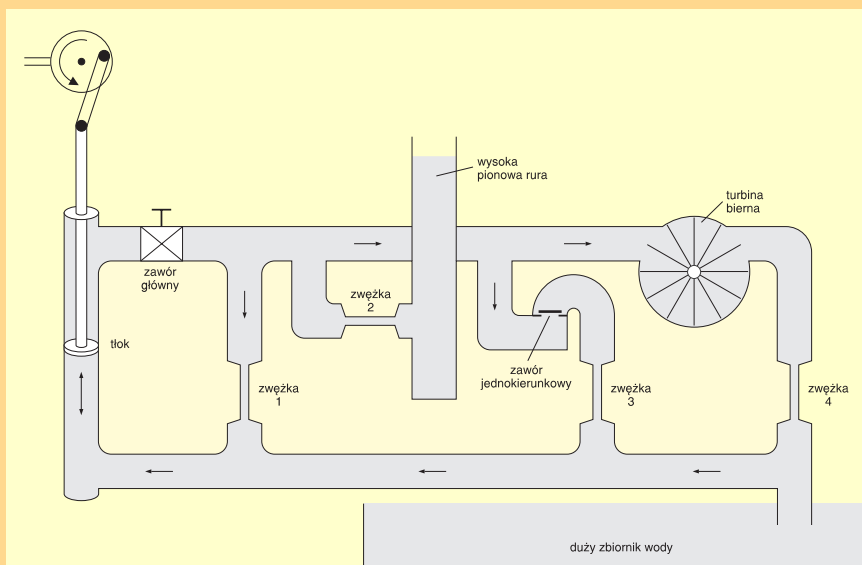 wysoka
pionowa rura
turbina
bierna
zawór
główny
zwężka
2
tłok
zawór
jednokierunkowy
zwężka
1
zwężka
3
zwężka
4
duży zbiornik wody